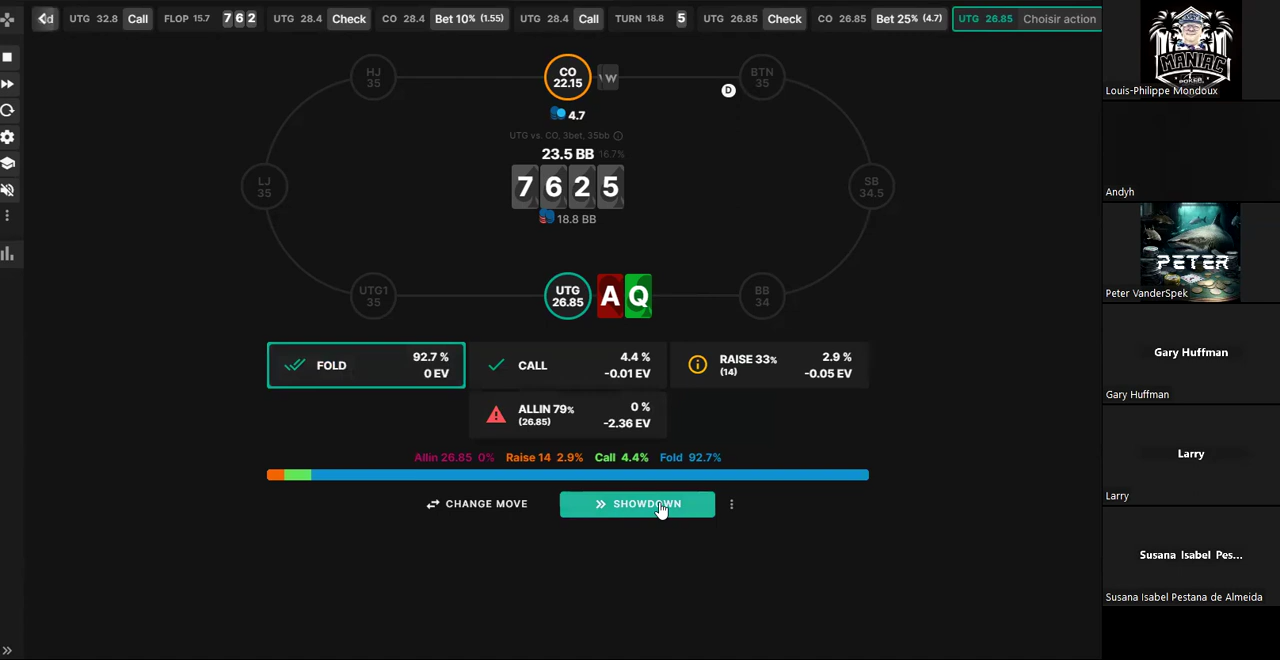 UTG 32.8 Call FLOP 15.7 7 6 2 UTG 28.4 Check CO 28.4 Bet 10% (1.55) UTG 28.4 Call TURN 18.8 5 UTG 26.85 Check CO 26.85 Bet 25% (4.7) UTG 26.85 Choisir action
MANIAC
POKER
Louis-Philippe Mondoux
HJ
35
CO
22.15
W
BTN
35
D
4.7
UTG vs. CO, 3bet, 35bb
23.5 BB 16.7%
7 6 2 5
18.8 BB
LJ
35
SB
34.5
Andyh
UTG1
35
UTG
26.85
A Q
BB
34
PETER
Peter VanderSpek
FOLD 92.7 % 0 EV
CALL 4.4 % -0.01 EV
RAISE 33% (14) 2.9 % -0.05 EV
ALLIN 79% (26.85) 0 % -2.36 EV
Allin 26.85 0% Raise 14 2.9% Call 4.4% Fold 92.7%
CHANGE MOVE
SHOWDOWN
Gary Huffman
Gary Huffman
Larry
Larry
Susana Isabel Pes...
Susana Isabel Pestana de Almeida